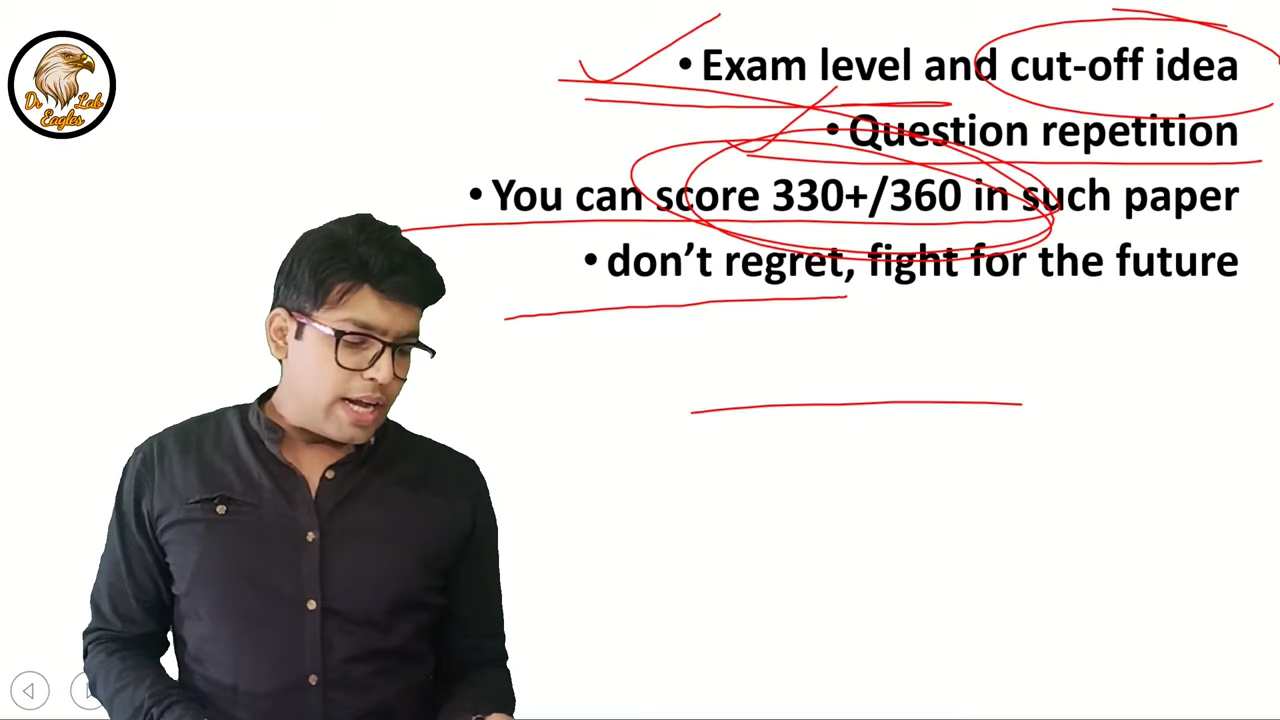 Dr Lab
Eagles
• Exam level and cut-off idea
• Question repetition
• You can score 330+/360 in such paper
• don’t regret, fight for the future